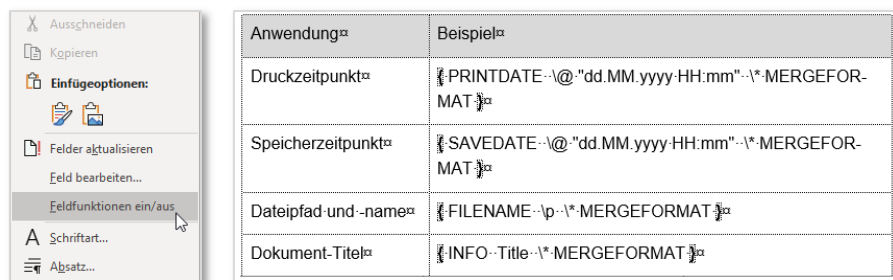 Ausschneiden
Kopieren
Einfügeoptionen:
Felder aktualisieren
Feld bearbeiten...
Feldfunktionen ein/aus
A Schriftart...
Absatz...
Anwendung¤
Beispiel¤
Druckzeitpunkt¤
{·PRINTDATE··\@·"dd.MM.yyyy·HH:mm"··\*·MERGEFOR-
MAT·}¤
Speicherzeitpunkt¤
{·SAVEDATE··\@·"dd.MM.yyyy·HH:mm"··\*·MERGEFOR-
MAT·}¤
Dateipfad·und·-name¤
{·FILENAME··\p··\*·MERGEFORMAT·}¤
Dokument-Titel¤
{·INFO··Title··\*·MERGEFORMAT·}¤